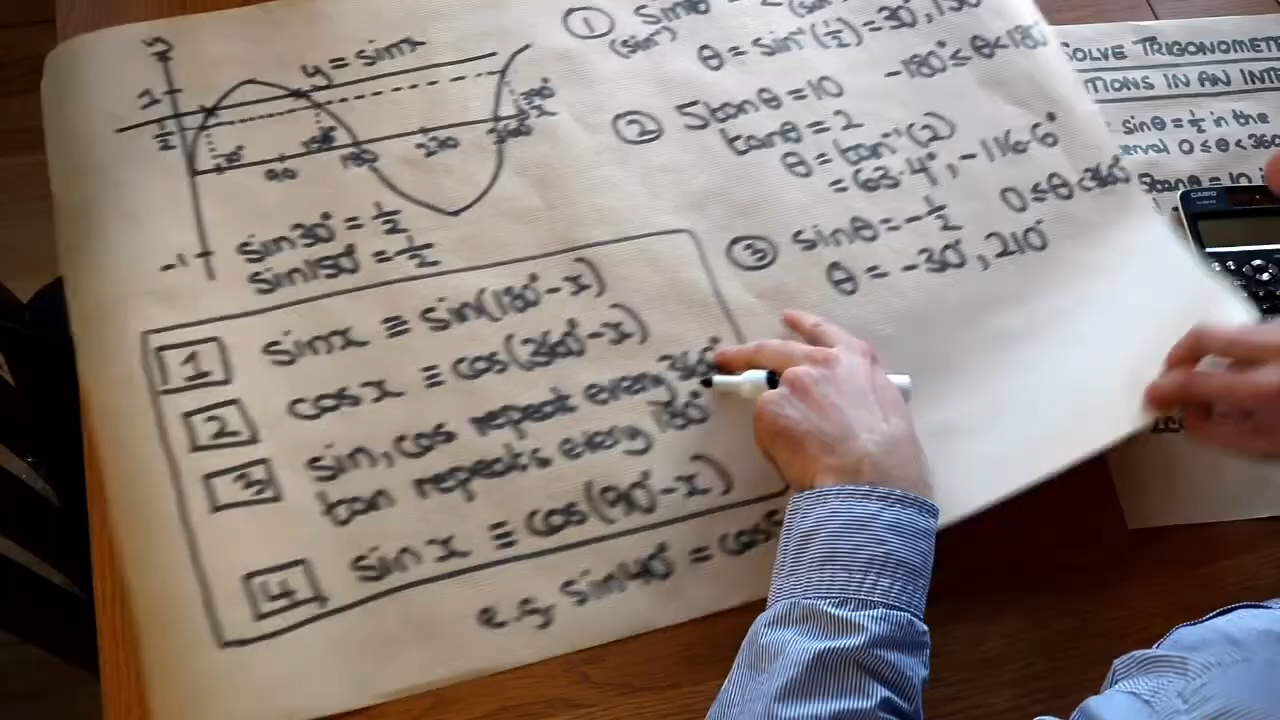 y
y = sinx
1
1/2
30°
90
150°
180
270
360°
390°
x
-1
sin30° = 1/2
sin150° = 1/2
1 sinx ≡ sin(180°-x)
2 cosx ≡ cos(360°-x)
3 sin, cos repeat every 360°
tan repeats every 180°
4 sinx ≡ cos(90°-x)
e.g. sin40° = cos
1 sinθ =
(sin⁻¹)
(sin
θ = sin⁻¹(1/2) = 30°, 150
-180° ≤ θ < 180°
2 5tanθ = 10
tanθ = 2
θ = tan⁻¹(2)
= 63.4°, -116.6°
0 ≤ θ < 360°
3 sinθ = -1/2
θ = -30°, 210°
SOLVE TRIGONOMET
TIONS IN AN INT
sinθ = 1/2 in the
erval 0 ≤ θ < 360
5tanθ = 10 i
CASIO